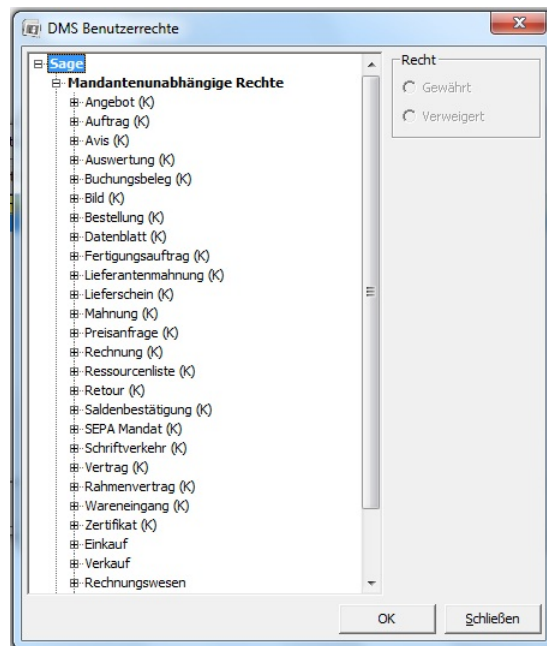 DMS Benutzerrechte
Sage
Mandantenunabhängige Rechte
Angebot (K)
Auftrag (K)
Avis (K)
Auswertung (K)
Buchungsbeleg (K)
Bild (K)
Bestellung (K)
Datenblatt (K)
Fertigungsauftrag (K)
Lieferantenmahnung (K)
Lieferschein (K)
Mahnung (K)
Preisanfrage (K)
Rechnung (K)
Ressourcenliste (K)
Retour (K)
Saldenbestätigung (K)
SEPA Mandat (K)
Schriftverkehr (K)
Vertrag (K)
Rahmenvertrag (K)
Wareneingang (K)
Zertifikat (K)
Einkauf
Verkauf
Rechnungswesen
Recht
Gewährt
Verweigert
OK
Schließen